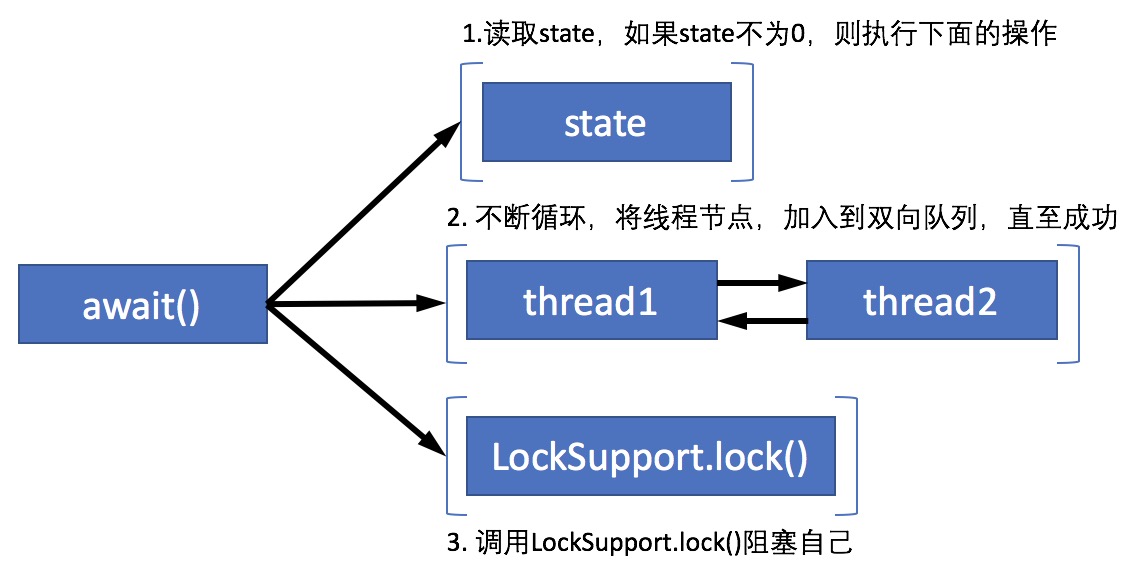 1.读取state，如果state不为0，则执行下面的操作
state
2. 不断循环，将线程节点，加入到双向队列，直至成功
await()
thread1
thread2
LockSupport.lock()
3. 调用LockSupport.lock()阻塞自己